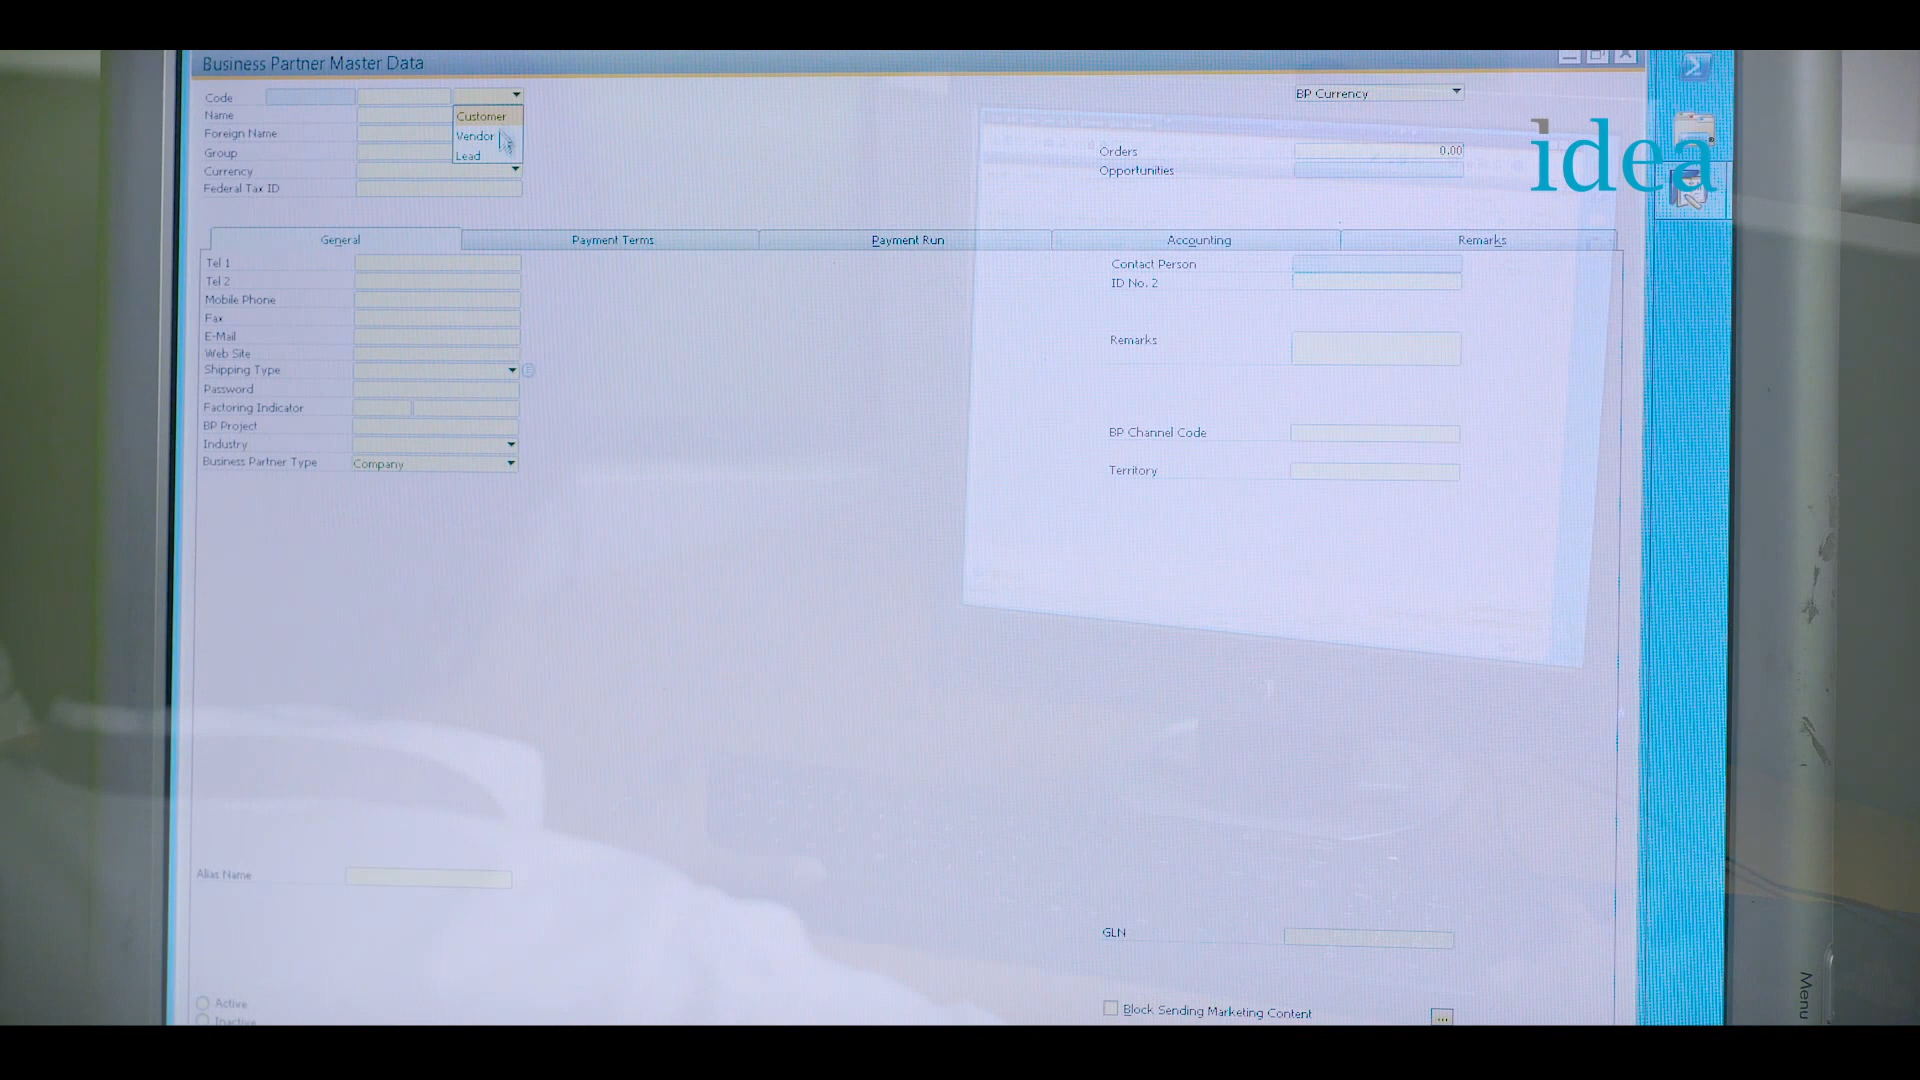 Business Partner Master Data
Code
Customer
Vendor
Lead
Name
Foreign Name
Group
Currency
Federal Tax ID
BP Currency
Orders 0.00
Opportunities
idea
General Payment Terms Payment Run Accounting Remarks
Tel 1
Tel 2
Mobile Phone
Fax
E-Mail
Web Site
Shipping Type
Password
Factoring Indicator
BP Project
Industry
Business Partner Type Company
Contact Person
ID No. 2
Remarks
BP Channel Code
Territory
Alias Name
GLN
Active
Inactive
Block Sending Marketing Content
...
Menu